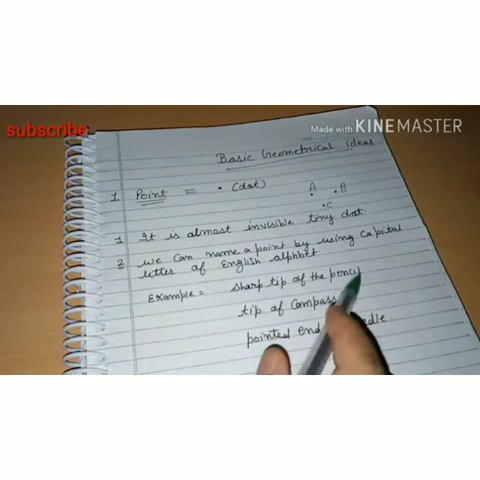 subscribe
Made with KINEMASTER
Basic Geometrical ideas
1 Point = • (dot)
A B
C
1 It is almost invisible tiny dot.
2 we can name a point by using capital
letter of English alphbet
Example = sharp tip of the pencil
tip of compass
pointed end